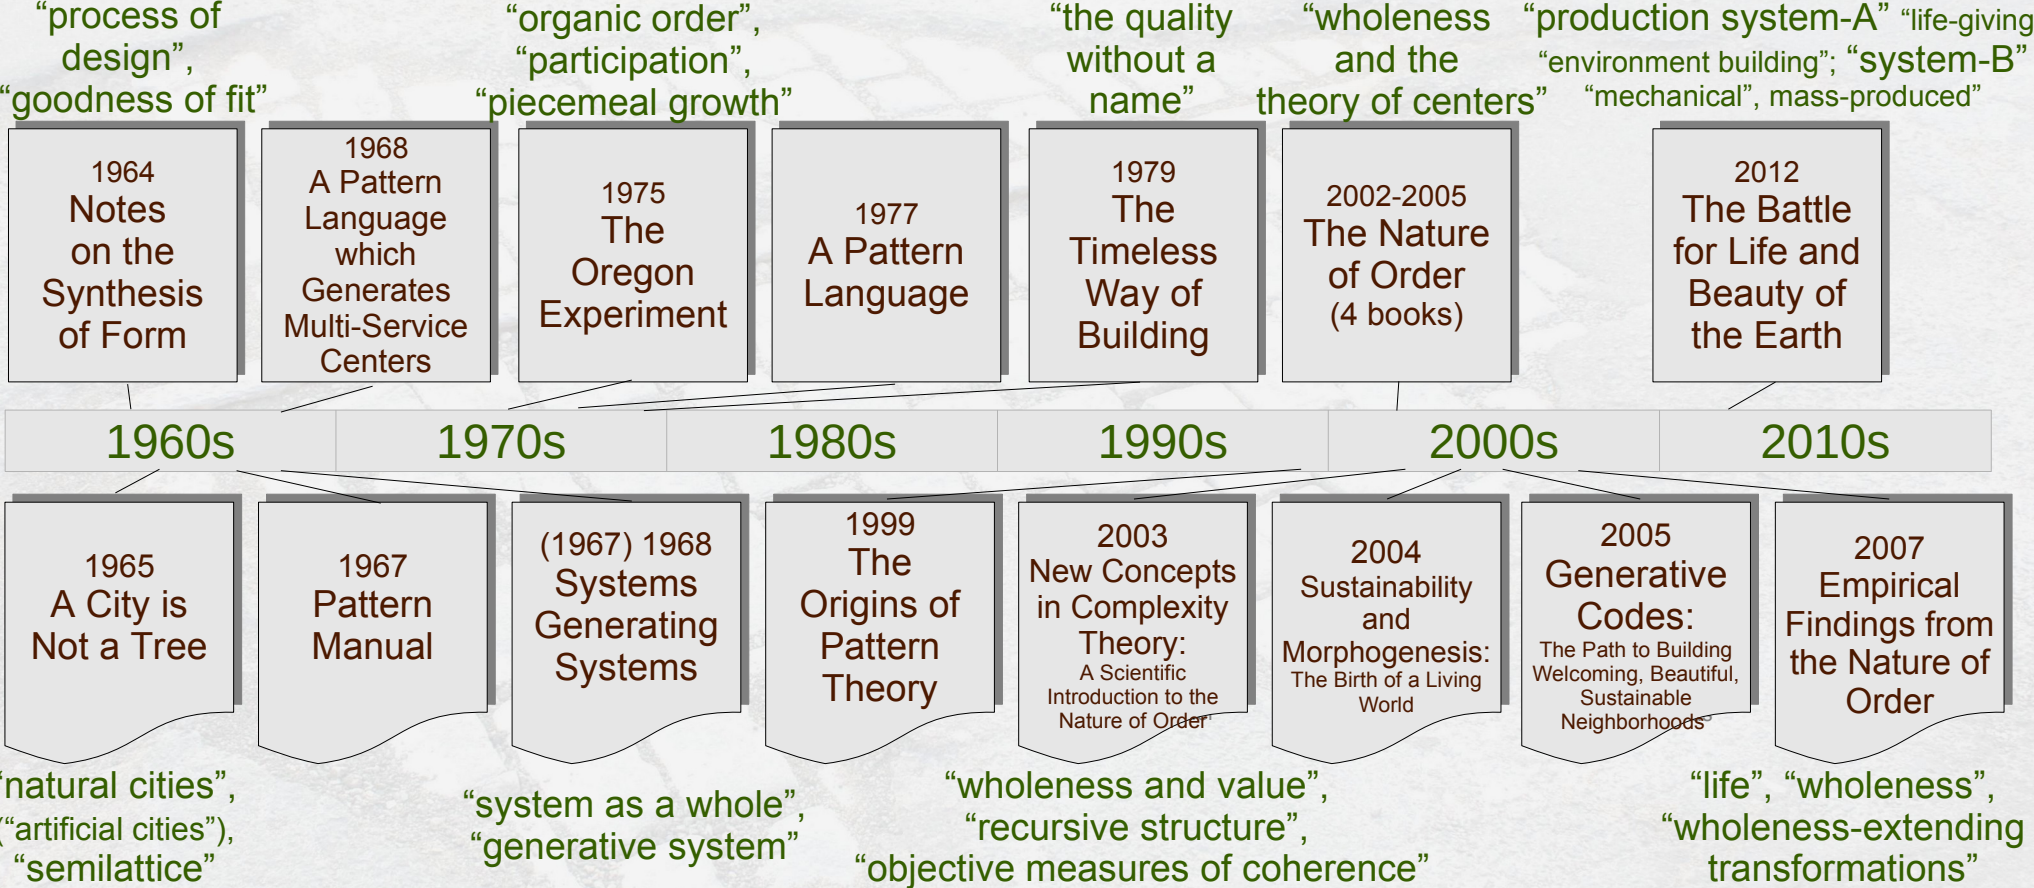 “process of
design”,
“goodness of fit”
“organic order”,
“participation”,
“piecemeal growth”
“the quality
without a
name”
“wholeness
and the
theory of centers”
“production system-A” “life-giving
“environment building”; “system-B”
“mechanical”, mass-produced”
1964
Notes
on the
Synthesis
of Form
1968
A Pattern
Language
which
Generates
Multi-Service
Centers
1975
The
Oregon
Experiment
1977
A Pattern
Language
1979
The
Timeless
Way of
Building
2002-2005
The Nature
of Order
(4 books)
2012
The Battle
for Life and
Beauty of
the Earth
1960s
1970s
1980s
1990s
2000s
2010s
1965
A City is
Not a Tree
1967
Pattern
Manual
(1967) 1968
Systems
Generating
Systems
1999
The
Origins of
Pattern
Theory
2003
New Concepts
in Complexity
Theory:
A Scientific
Introduction to the
Nature of Order
2004
Sustainability
and
Morphogenesis:
The Birth of a Living
World
2005
Generative
Codes:
The Path to Building
Welcoming, Beautiful,
Sustainable
Neighborhoods
2007
Empirical
Findings from
the Nature of
Order
“natural cities”,
(“artificial cities”),
“semilattice”
“system as a whole”,
“generative system”
“wholeness and value”,
“recursive structure”,
“objective measures of coherence”
“life”, “wholeness”,
“wholeness-extending
transformations”